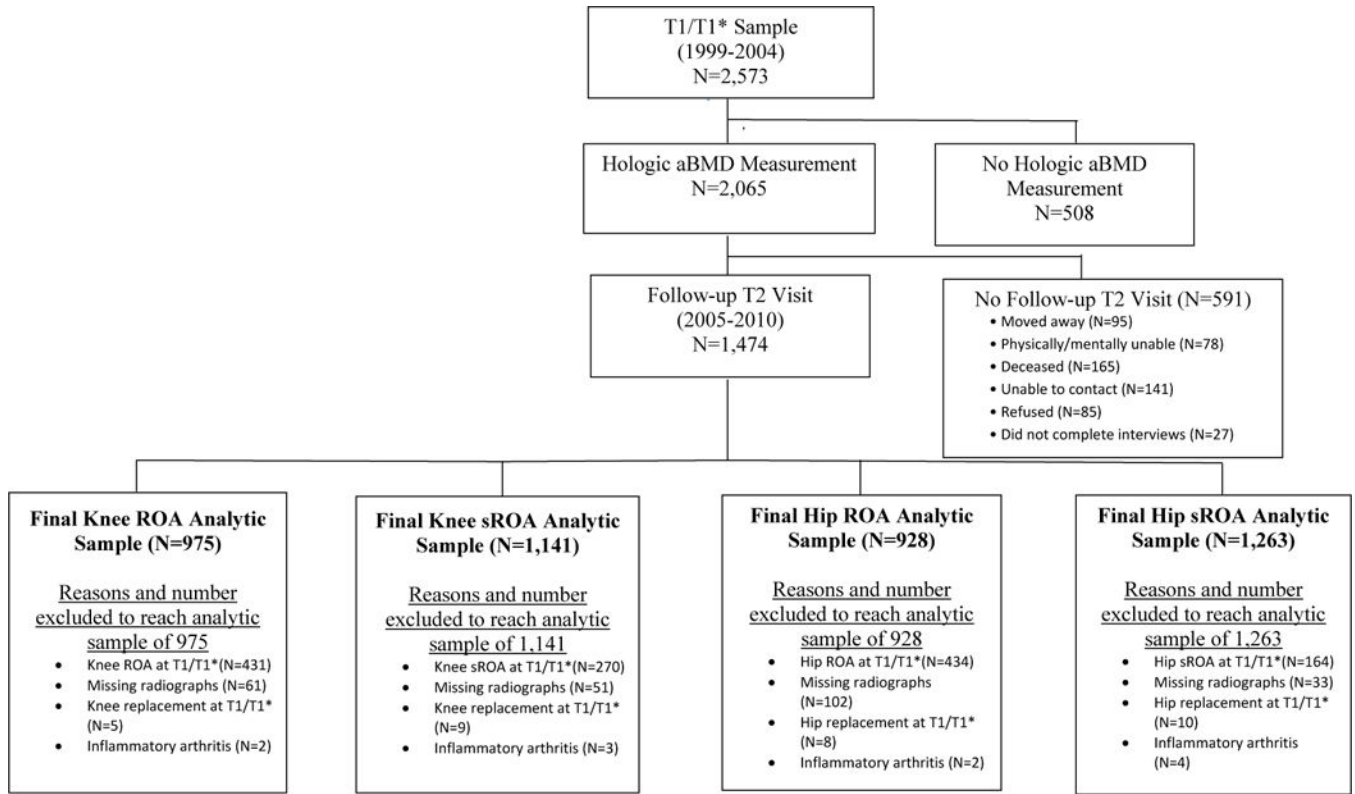 T1/T1* Sample
(1999-2004)
N=2,573
Hologic aBMD Measurement
N=2,065
No Hologic aBMD
Measurement
N=508
Follow-up T2 Visit
(2005-2010)
N=1,474
No Follow-up T2 Visit (N=591)
• Moved away (N=95)
• Physically/mentally unable (N=78)
• Deceased (N=165)
• Unable to contact (N=141)
• Refused (N=85)
• Did not complete interviews (N=27)
Final Knee ROA Analytic
Sample (N=975)
Reasons and number
excluded to reach analytic
sample of 975
• Knee ROA at T1/T1*(N=431)
• Missing radiographs (N=61)
• Knee replacement at T1/T1*
(N=5)
• Inflammatory arthritis (N=2)
Final Knee sROA Analytic
Sample (N=1,141)
Reasons and number
excluded to reach analytic
sample of 1,141
• Knee sROA at T1/T1*(N=270)
• Missing radiographs (N=51)
• Knee replacement at T1/T1*
(N=9)
• Inflammatory arthritis (N=3)
Final Hip ROA Analytic
Sample (N=928)
Reasons and number
excluded to reach analytic
sample of 928
• Hip ROA at T1/T1*(N=434)
• Missing radiographs
(N=102)
• Hip replacement at T1/T1*
(N=8)
• Inflammatory arthritis (N=2)
Final Hip sROA Analytic
Sample (N=1,263)
Reasons and number
excluded to reach analytic
sample of 1,263
• Hip sROA at T1/T1*(N=164)
• Missing radiographs (N=33)
• Hip replacement at T1/T1*
(N=10)
• Inflammatory arthritis
(N=4)